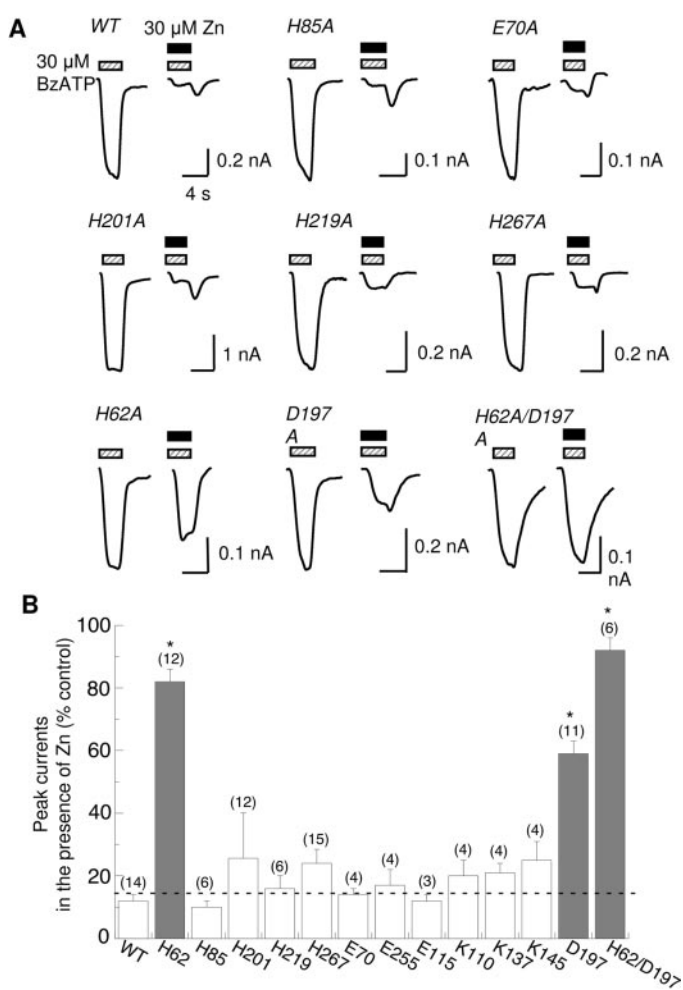 A
WT
30 µM Zn
H85A
E70A
30 µM
BzATP
0.2 nA
0.1 nA
0.1 nA
4 s
H201A
H219A
H267A
1 nA
0.2 nA
0.2 nA
H62A
D197
A
H62A/D197
A
0.1 nA
0.2 nA
0.1
nA
B
Peak currents
in the presence of Zn (% control)
100
80
60
40
20
0
(14)
*
(12)
(6)
(12)
(6)
(15)
(4)
(4)
(3)
(4)
(4)
(4)
*
(11)
*
(6)
WT
H62
H85
H201
H219
H267
E70
E255
E115
K110
K137
K145
D197
H62/D197